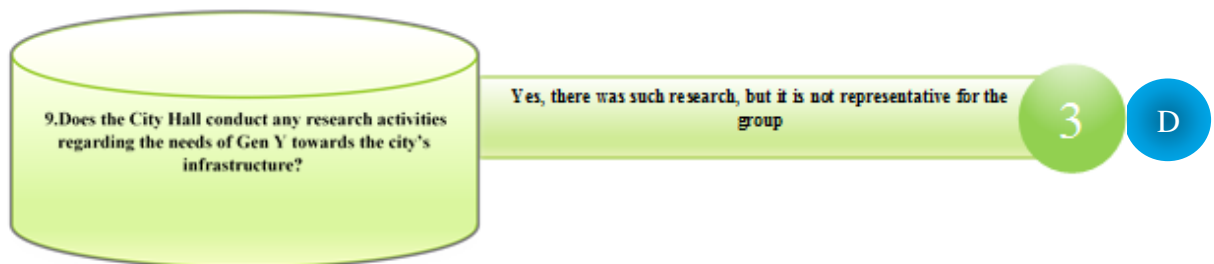 9.Does the City Hall conduct any research activities
regarding the needs of Gen Y towards the city's
infrastructure?
Yes, there was such research, but it is not representative for the
group
3
D